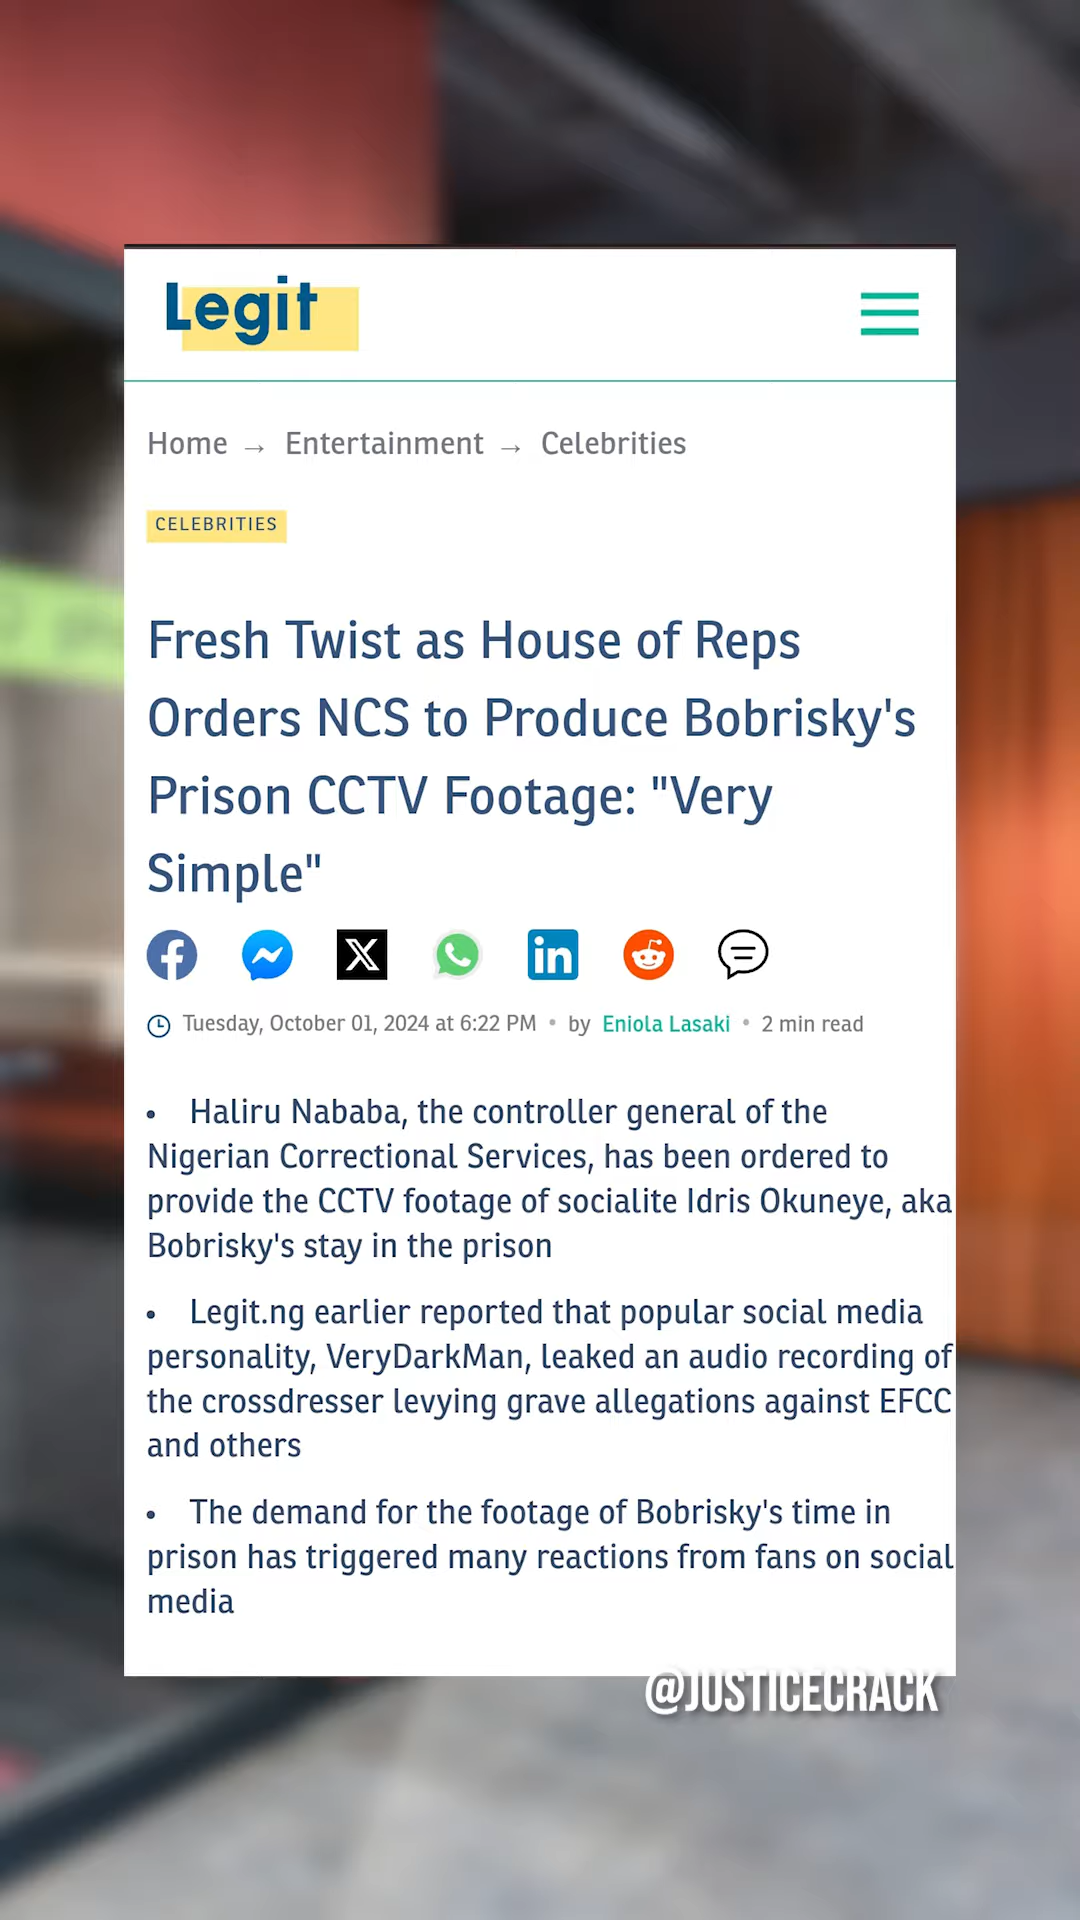 Legit
Home → Entertainment → Celebrities
CELEBRITIES
Fresh Twist as House of Reps
Orders NCS to Produce Bobrisky's
Prison CCTV Footage: "Very
Simple"
Tuesday, October 01, 2024 at 6:22 PM • by Eniola Lasaki • 2 min read
• Haliru Nababa, the controller general of the
Nigerian Correctional Services, has been ordered to
provide the CCTV footage of socialite Idris Okuneye, aka
Bobrisky's stay in the prison
• Legit.ng earlier reported that popular social media
personality, VeryDarkMan, leaked an audio recording of
the crossdresser levying grave allegations against EFCC
and others
• The demand for the footage of Bobrisky's time in
prison has triggered many reactions from fans on social
media
@JUSTICECRACK